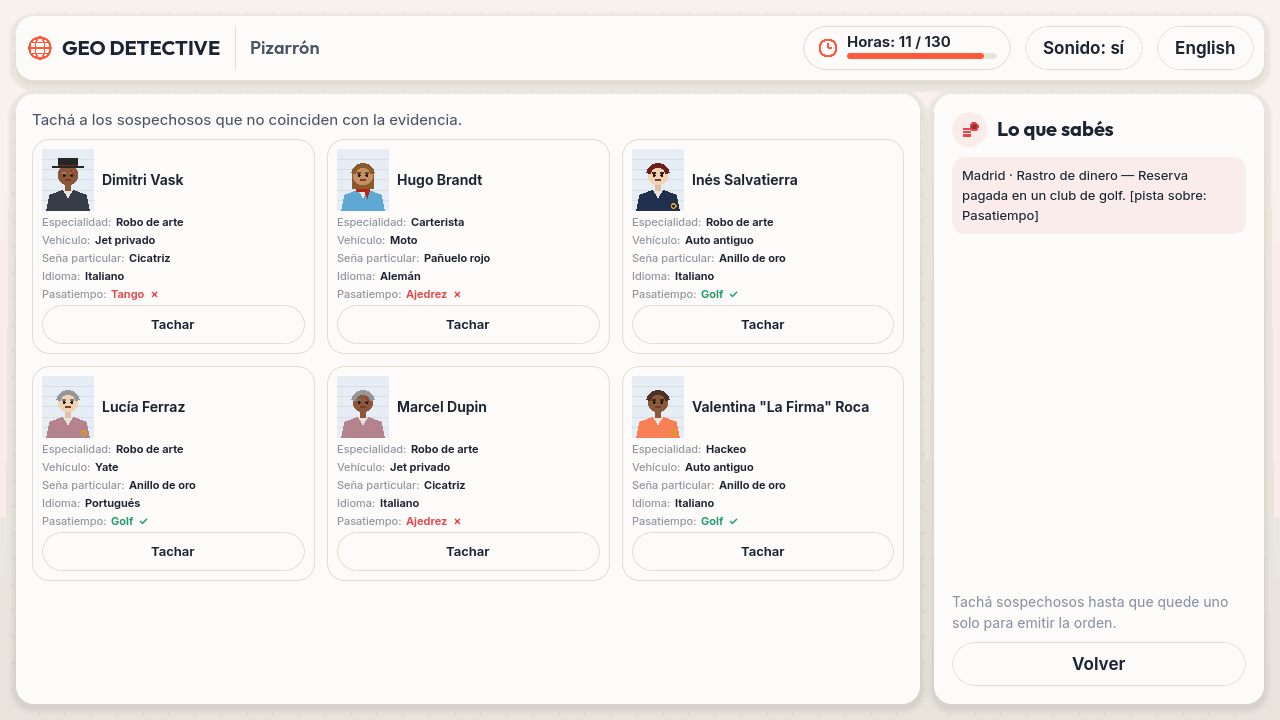 GEO DETECTIVE
Pizarrón
Horas: 11 / 130
Sonido: sí
English
Tachá a los sospechosos que no coinciden con la evidencia.
Dimitri Vask
Especialidad: Robo de arte
Vehículo: Jet privado
Seña particular: Cicatriz
Idioma: Italiano
Pasatiempo: Tango ×
Tachar
Hugo Brandt
Especialidad: Carterista
Vehículo: Moto
Seña particular: Pañuelo rojo
Idioma: Alemán
Pasatiempo: Ajedrez ×
Tachar
Inés Salvatierra
Especialidad: Robo de arte
Vehículo: Auto antiguo
Seña particular: Anillo de oro
Idioma: Italiano
Pasatiempo: Golf ✓
Tachar
Lucía Ferraz
Especialidad: Robo de arte
Vehículo: Yate
Seña particular: Anillo de oro
Idioma: Portugués
Pasatiempo: Golf ✓
Tachar
Marcel Dupin
Especialidad: Robo de arte
Vehículo: Jet privado
Seña particular: Cicatriz
Idioma: Italiano
Pasatiempo: Ajedrez ×
Tachar
Valentina "La Firma" Roca
Especialidad: Hackeo
Vehículo: Auto antiguo
Seña particular: Anillo de oro
Idioma: Italiano
Pasatiempo: Golf ✓
Tachar
Lo que sabés
Madrid · Rastro de dinero — Reserva
pagada en un club de golf. [pista sobre:
Pasatiempo]
Tachá sospechosos hasta que quede uno
solo para emitir la orden.
Volver